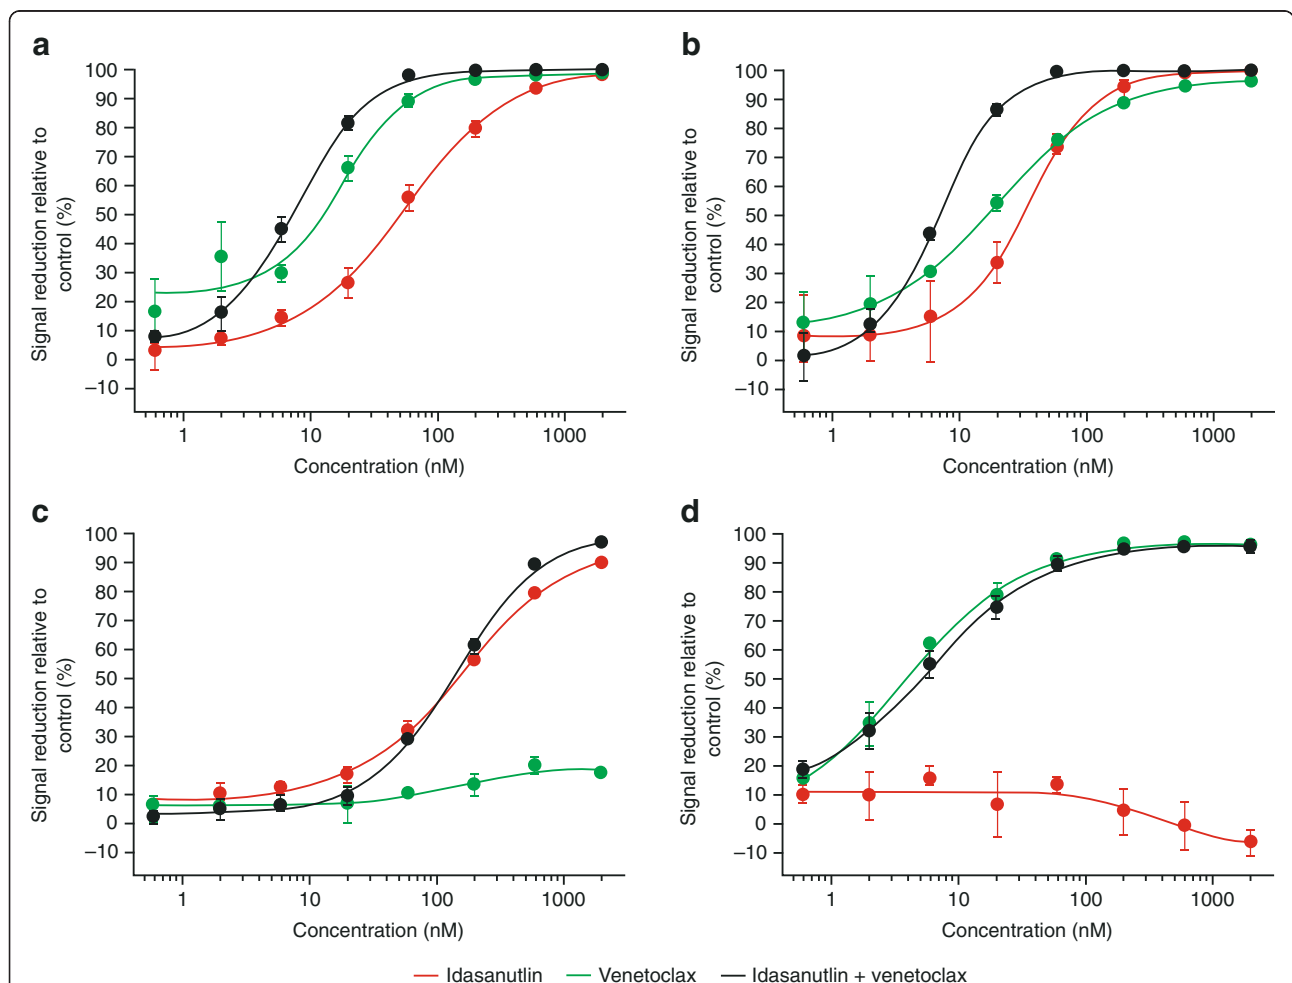 a
100
90
80
70
60
50
40
30
20
10
0
–10
Signal reduction relative to
control (%)
1 10 100 1000
Concentration (nM)
b
100
90
80
70
60
50
40
30
20
10
0
–10
Signal reduction relative to
control (%)
1 10 100 1000
Concentration (nM)
c
100
90
80
70
60
50
40
30
20
10
0
–10
Signal reduction relative to
control (%)
1 10 100 1000
Concentration (nM)
d
100
90
80
70
60
50
40
30
20
10
0
–10
Signal reduction relative to
control (%)
1 10 100 1000
Concentration (nM)
Idasanutlin Venetoclax Idasanutlin + venetoclax